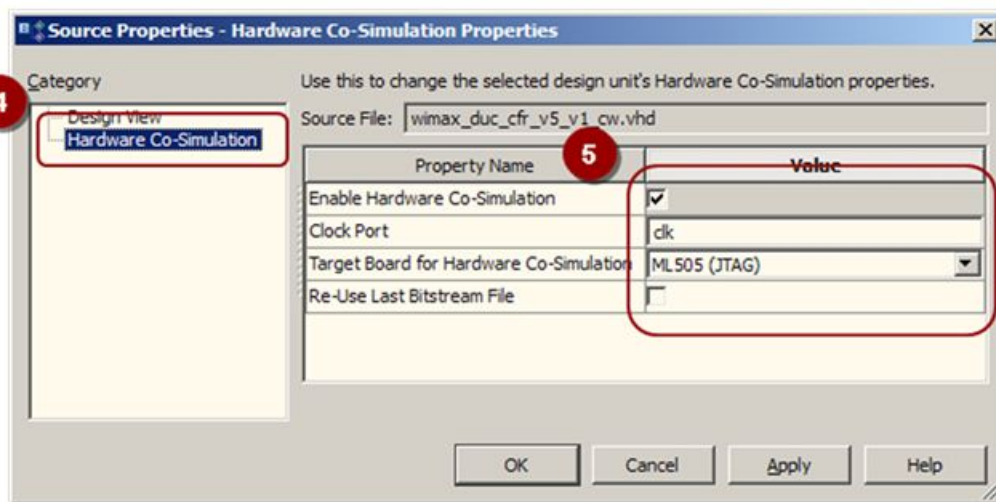 Source Properties - Hardware Co-Simulation Properties
Category
Use this to change the selected design unit's Hardware Co-Simulation properties.
4
Design View
Hardware Co-Simulation
Source File: wimax_duc_cfr_v5_v1_cw.vhd
5
Property Name Value
Enable Hardware Co-Simulation
Clock Port clk
Target Board for Hardware Co-Simulation ML505 (JTAG)
Re-Use Last Bitstream File
OK Cancel Apply Help